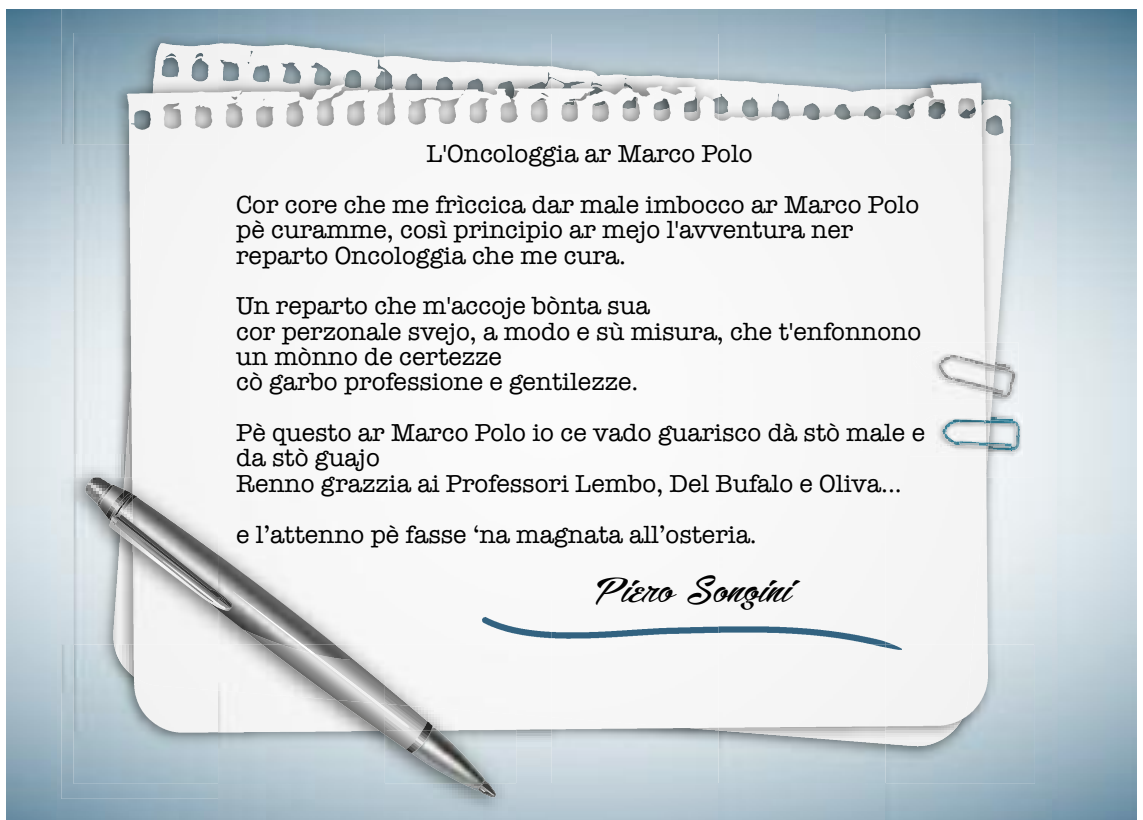 L'Oncologgia ar Marco Polo
Cor core che me frìccica dar male imbocco ar Marco Polo
pè curamme, così principio ar mejo l'avventura ner
reparto Oncologgia che me cura.
Un reparto che m'accoje bònta sua
cor perzonale svejo, a modo e sù misura, che t'enfonnono
un mònno de certezze
cò garbo professione e gentilezze.
Pè questo ar Marco Polo io ce vado guarisco dà stò male e
da stò guajo
Renno grazzia ai Professori Lembo, Del Bufalo e Oliva...
e l’attenno pè fasse ‘na magnata all’osteria.
Piero Songini